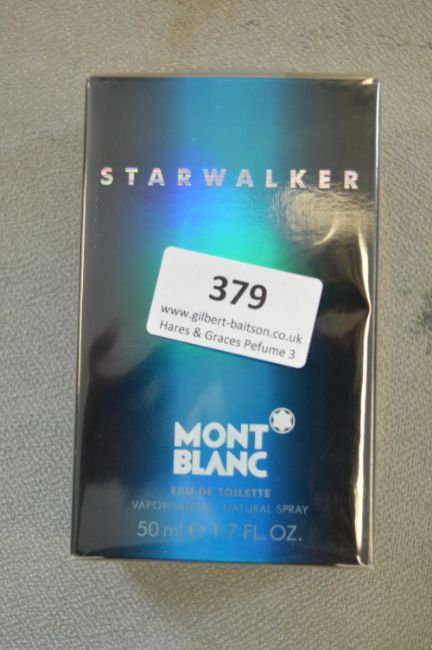 STARWALKER
379
www.gilbert-baitson.co.uk
Hares & Graces Pefume 3
MONT
BLANC
EAU DE TOILETTE
VAPORISATEUR - NATURAL SPRAY
50 ml ℮ 1.7 FL. OZ.